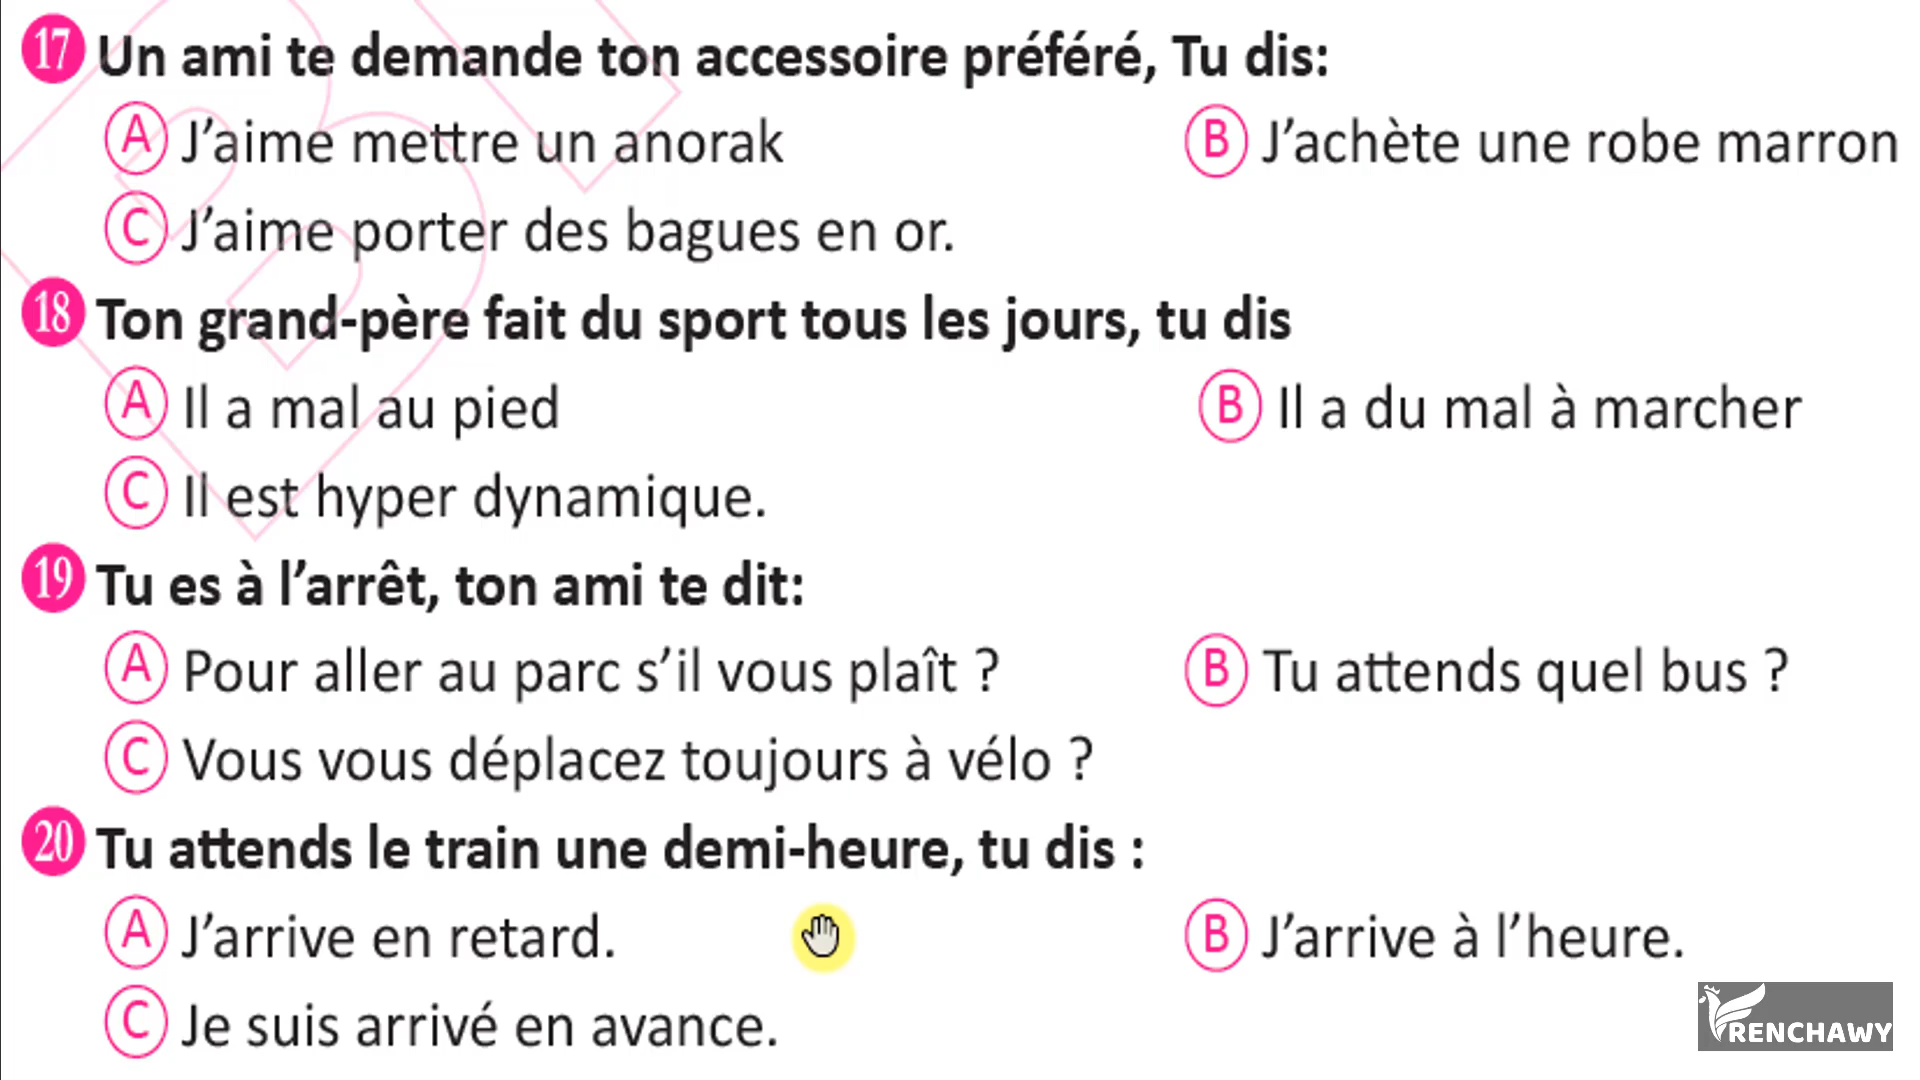 17 Un ami te demande ton accessoire préféré, Tu dis:
A J’aime mettre un anorak B J’achète une robe marron
C J’aime porter des bagues en or.
18 Ton grand-père fait du sport tous les jours, tu dis
A Il a mal au pied B Il a du mal à marcher
C Il est hyper dynamique.
19 Tu es à l’arrêt, ton ami te dit:
A Pour aller au parc s’il vous plaît ? B Tu attends quel bus ?
C Vous vous déplacez toujours à vélo ?
20 Tu attends le train une demi-heure, tu dis :
A J’arrive en retard. B J’arrive à l’heure.
C Je suis arrivé en avance.
FRENCHAWY